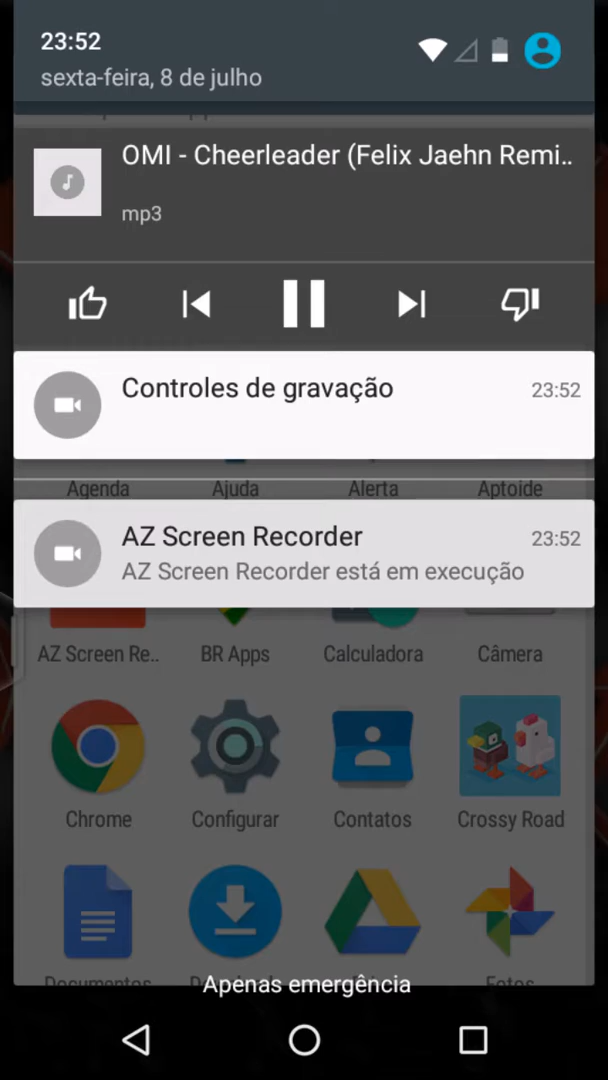 23:52
sexta-feira, 8 de julho
OMI - Cheerleader (Felix Jaehn Remi..
mp3
Controles de gravação
23:52
Agenda
Ajuda
Alerta
Aptoide
AZ Screen Recorder
23:52
AZ Screen Recorder está em execução
AZ Screen Re..
BR Apps
Calculadora
Câmera
Chrome
Configurar
Contatos
Crossy Road
Documentos
Fotos
Apenas emergência